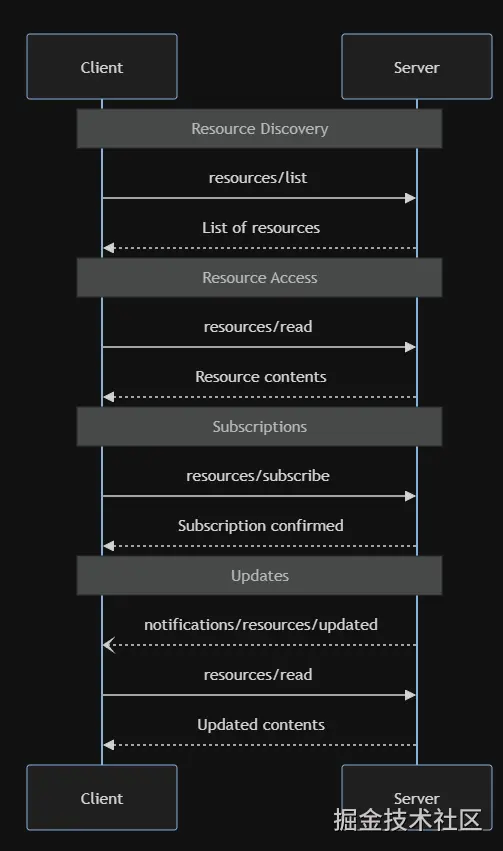 Client
Server
Resource Discovery
resources/list
List of resources
Resource Access
resources/read
Resource contents
Subscriptions
resources/subscribe
Subscription confirmed
Updates
notifications/resources/updated
resources/read
Updated contents
Client
Server
掘金技术社区